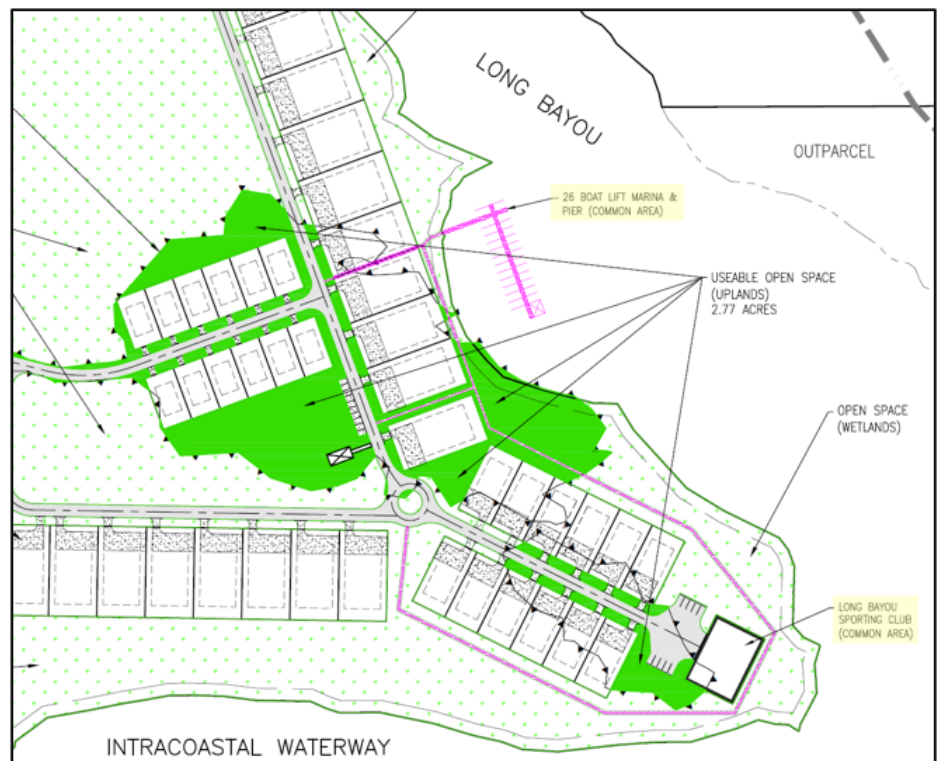 LONG BAYOU
OUTPARCEL
26 BOAT LIFT MARINA &
PIER (COMMON AREA)
USEABLE OPEN SPACE
(UPLANDS)
2.77 ACRES
OPEN SPACE
(WETLANDS)
LONG BAYOU
SPORTING CLUB
(COMMON AREA)
INTRACOASTAL WATERWAY